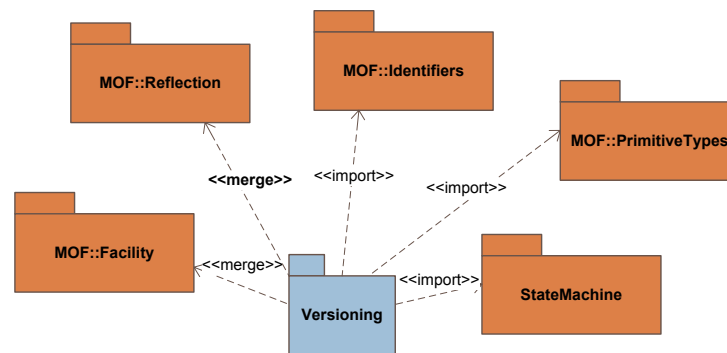 MOF::Reflection
MOF::Identifiers
MOF::PrimitiveTypes
<<merge>>
<<import>>
<<import>>
MOF::Facility
<<merge>>
<<import>>
StateMachine
Versioning